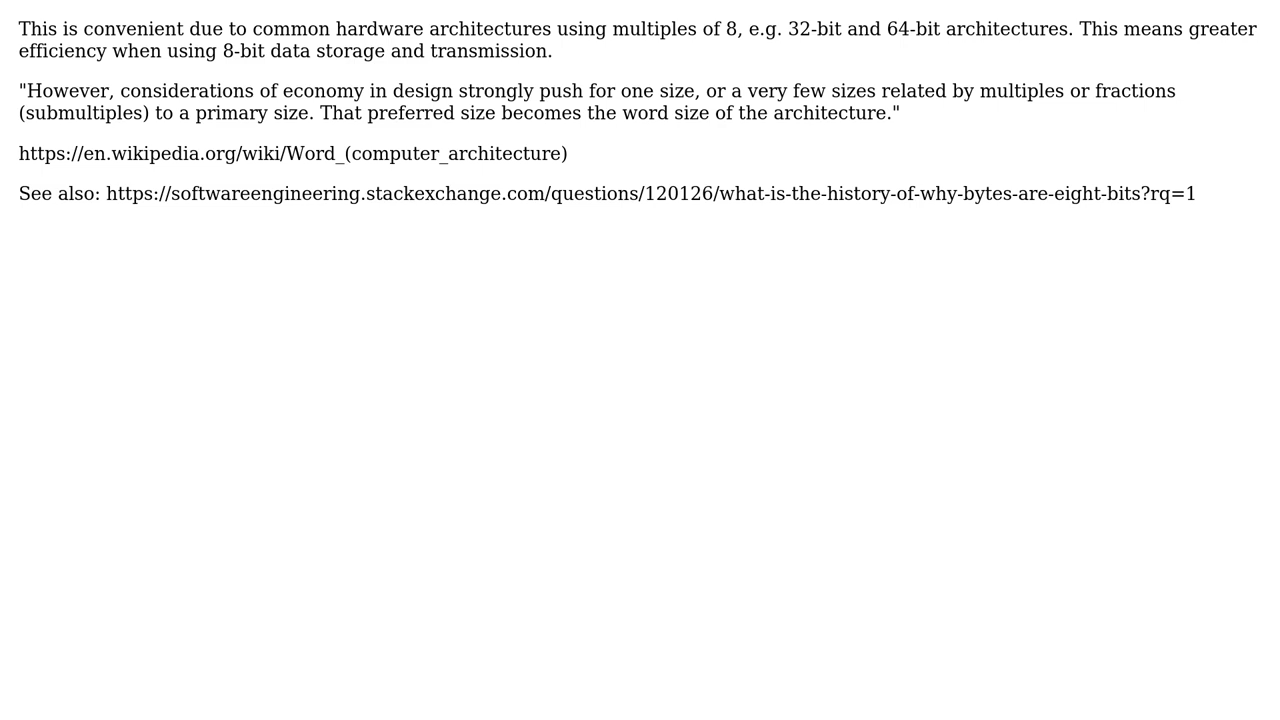 This is convenient due to common hardware architectures using multiples of 8, e.g. 32-bit and 64-bit architectures. This means greater
efficiency when using 8-bit data storage and transmission.
"However, considerations of economy in design strongly push for one size, or a very few sizes related by multiples or fractions
(submultiples) to a primary size. That preferred size becomes the word size of the architecture."
https://en.wikipedia.org/wiki/Word_(computer_architecture)
See also: https://softwareengineering.stackexchange.com/questions/120126/what-is-the-history-of-why-bytes-are-eight-bits?rq=1